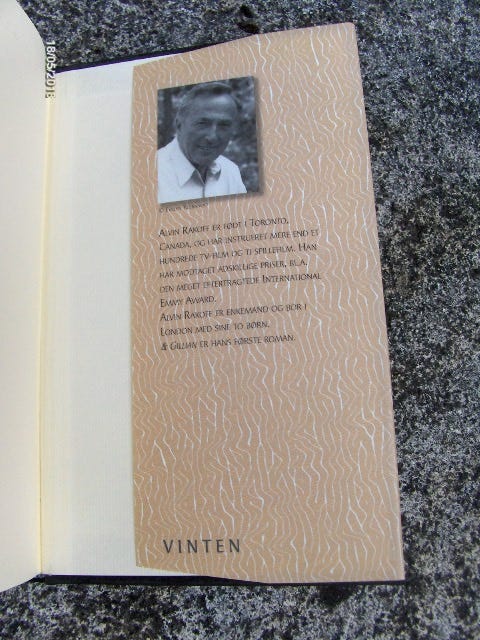 18/05/2018
ALVIN RAKOFF ER FØDT I TORONTO,
CANADA, OG HAR INSTRUERET MERE END ET
HUNDREDE TV-FILM OG TI SPILLEFILM. HAN
HAR MODTAGET ADSKILLIGE PRISER, BL.A.
DEN MEGET EFTERTRAGTEDE INTERNATIONAL
EMMY AWARD.
ALVIN RAKOFF ER ENKEMAND OG BOR I
LONDON MED SINE TO BØRN.
& GILLIAN ER HANS FØRSTE ROMAN.
VINTEN